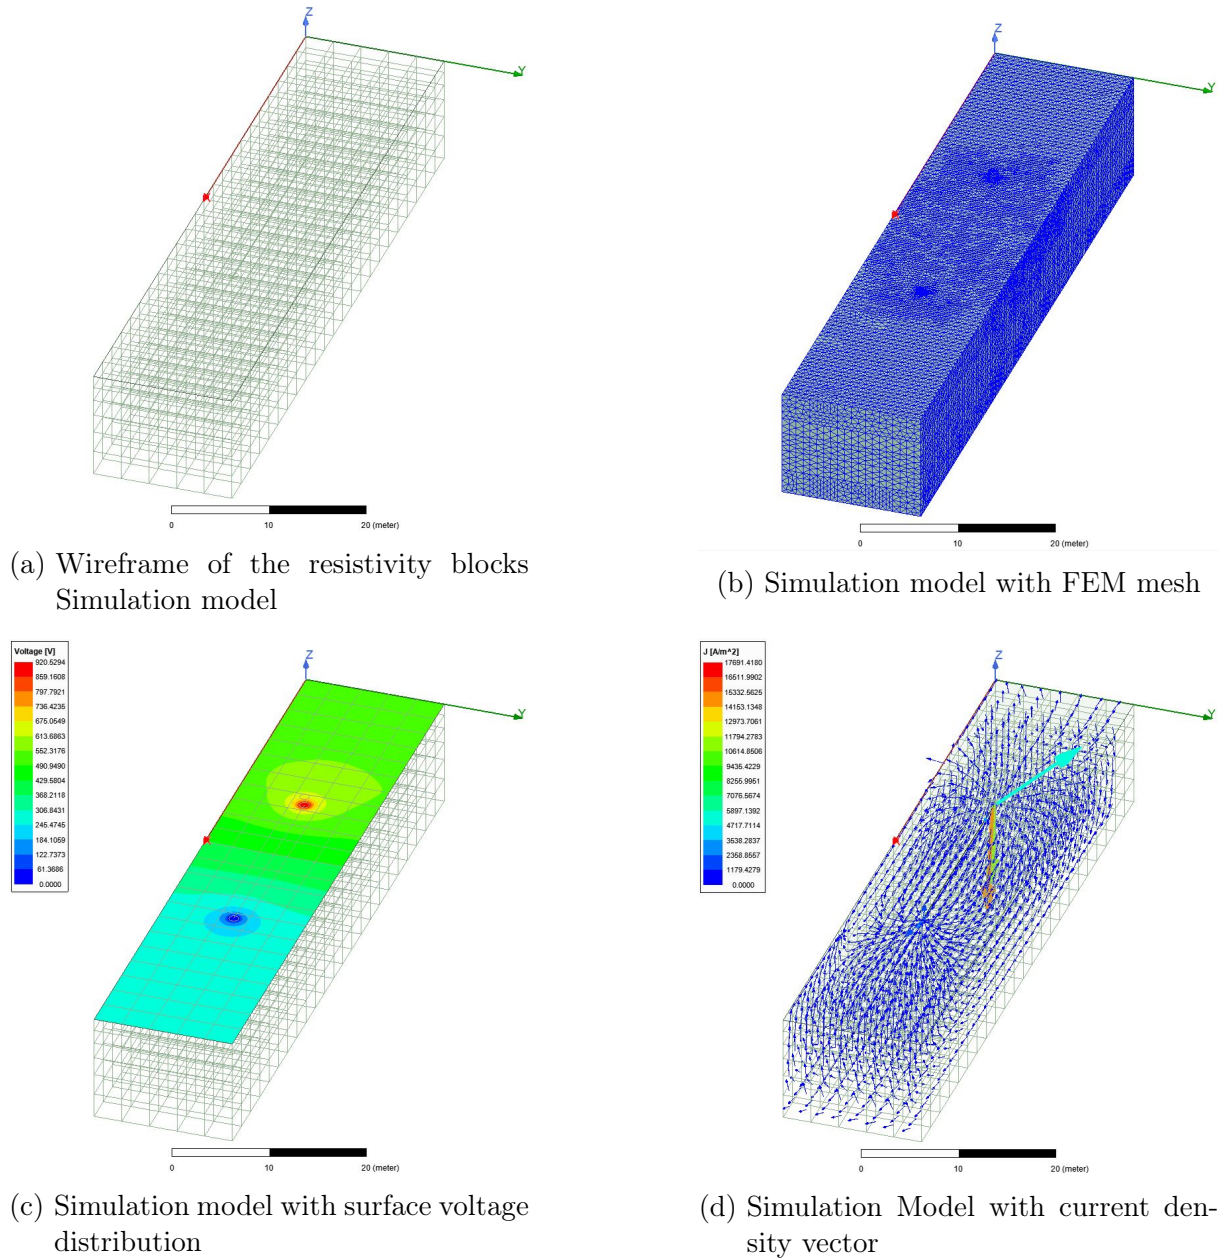 Z
Y
X
0 10 20 (meter)
(a) Wireframe of the resistivity blocks
Simulation model
Z
Y
X
0 10 20 (meter)
(b) Simulation model with FEM mesh
Voltage [V]
920.5294
859.1608
797.7921
736.4235
675.0549
613.6863
552.3176
490.9490
429.5804
368.2118
306.8431
245.4745
184.1059
122.7373
61.3686
0.0000
Z
Y
X
0 10 20 (meter)
(c) Simulation model with surface voltage
distribution
J [A/m^2]
17691.4180
16511.9902
15332.5625
14153.1348
12973.7061
11794.2783
10614.8506
9435.4229
8255.9951
7076.5674
5897.1392
4717.7114
3538.2837
2358.8557
1179.4279
0.0000
Z
Y
X
0 10 20 (meter)
(d) Simulation Model with current den-
sity vector